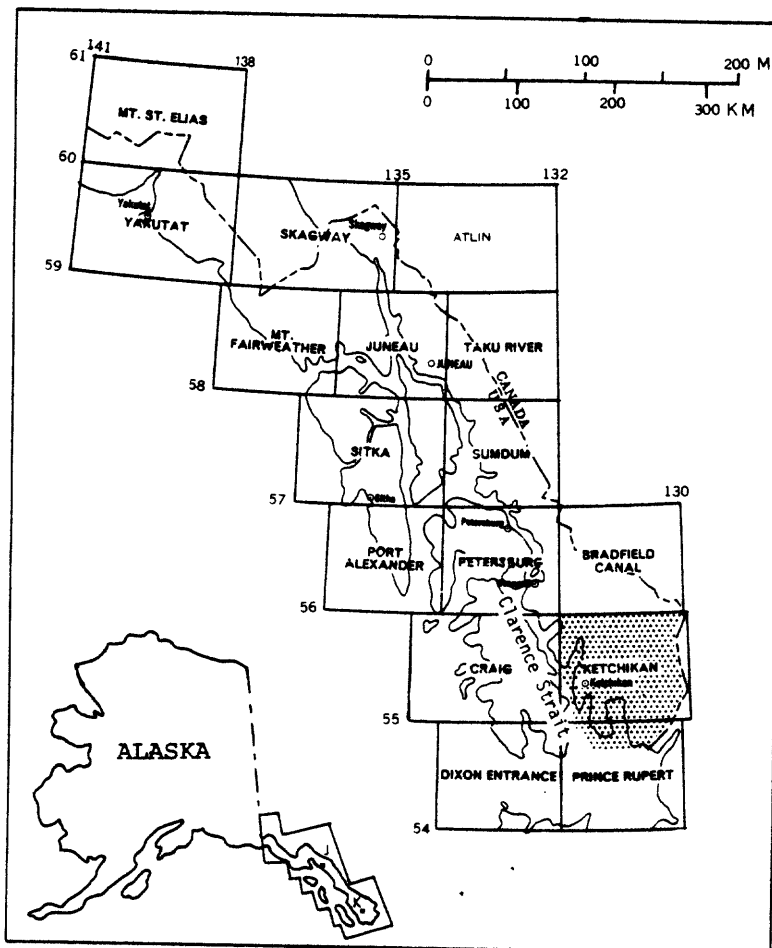 141
61
138
0 100 200 M
0 100 200 300 KM
MT. ST. ELIAS
60
135
132
Yakutat
YAKUTAT
SKAGWAY
Skagway
ATLIN
59
MT.
FAIRWEATHER
JUNEAU
JUNEAU
TAKU RIVER
58
CANADA
USA
SITKA
SUMDUM
Sitka
57
130
Petersburg
PORT
ALEXANDER
PETERSBURG
BRADFIELD
CANAL
56
Clarence Strait
CRAIG
KETCHIKAN
Ketchikan
55
ALASKA
DIXON ENTRANCE
PRINCE RUPERT
54